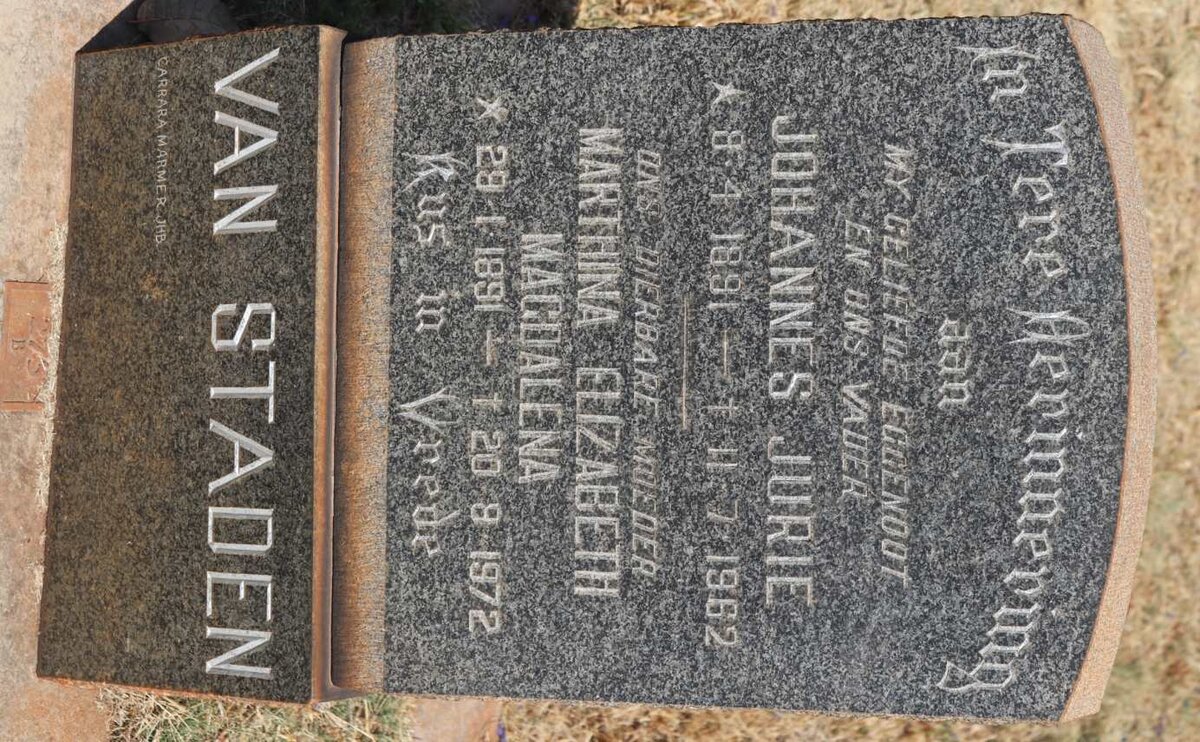 In Tere Herinnering
aan
MY GELIEFDE EGGENOOT
EN ONS VADER
JOHANNES JURIE
★ 8·4·1891 — † 11·7·1962
ONS DIERBARE MOEDER
MARTHINA ELIZABETH
MAGDALENA
★ 29·1·1891 — † 20·9·1972
Rus in Vrede
VAN STADEN
CARRARA MARMER JHB.